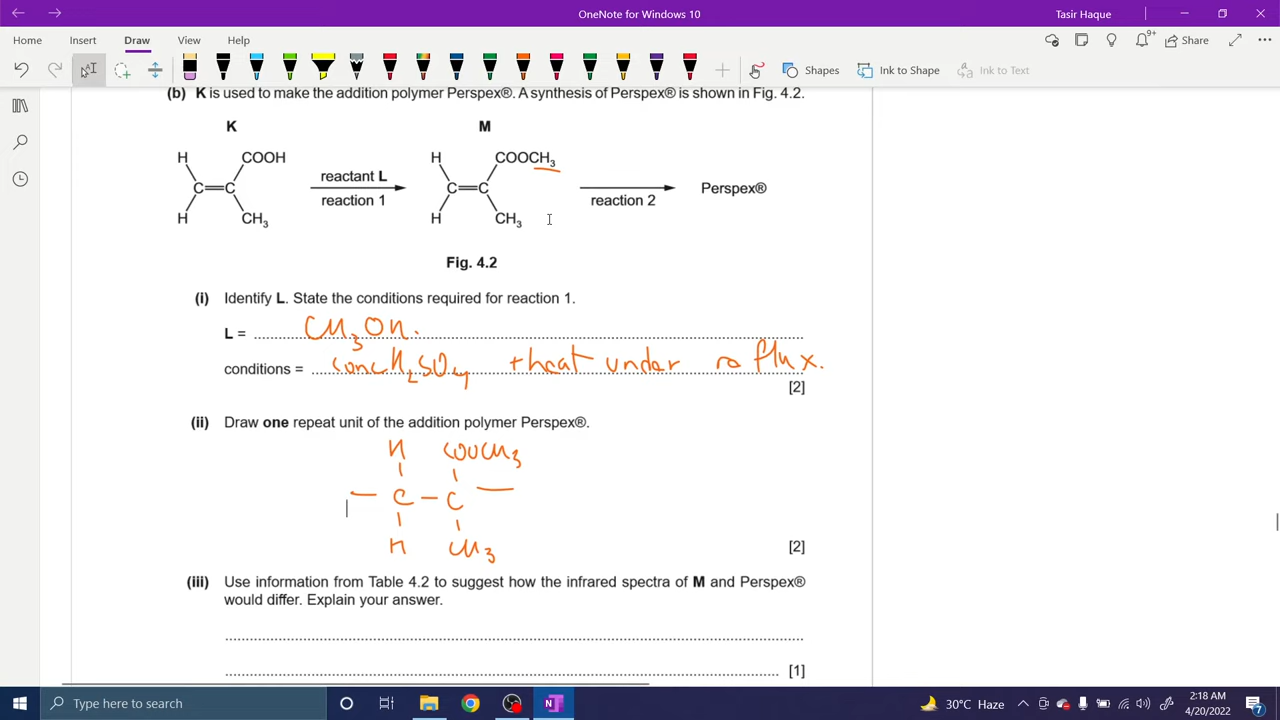 OneNote for Windows 10
Tasir Haque
Home Insert Draw View Help
Share
Shapes Ink to Shape Ink to Text
(b) K is used to make the addition polymer Perspex®. A synthesis of Perspex® is shown in Fig. 4.2.
K M
H COOH H COOCH3
reactant L
C=C C=C Perspex®
reaction 1 reaction 2
H CH3 H CH3
Fig. 4.2
(i) Identify L. State the conditions required for reaction 1.
L = CH3OH.
conditions = conc H2SO4 + heat under reflux.
[2]
(ii) Draw one repeat unit of the addition polymer Perspex®.
H COOCH3
— C — C —
H CH3
[2]
(iii) Use information from Table 4.2 to suggest how the infrared spectra of M and Perspex®
would differ. Explain your answer.
[1]
Type here to search
30°C Haze
2:18 AM
4/20/2022
7